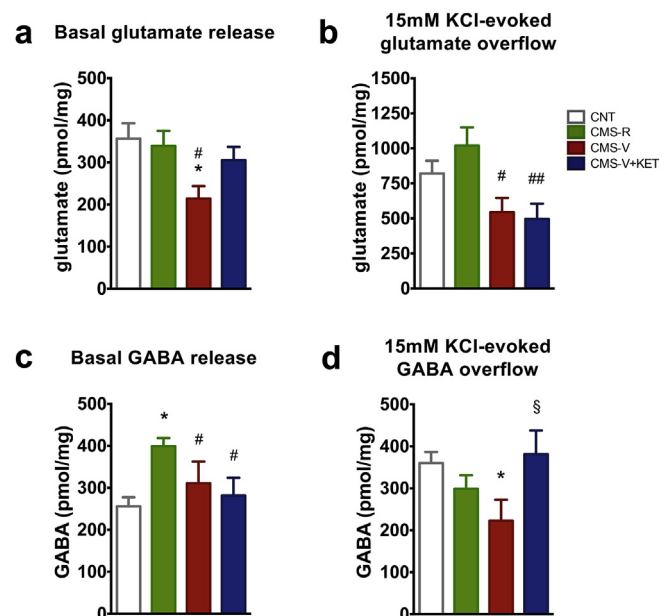 a
Basal glutamate release
500
400
300
200
100
0
glutamate (pmol/mg)
#
*
b
15mM KCl-evoked
glutamate overflow
1500
1250
1000
750
500
250
0
glutamate (pmol/mg)
#
##
CNT
CMS-R
CMS-V
CMS-V+KET
c
Basal GABA release
500
400
300
200
100
0
GABA (pmol/mg)
*
#
#
d
15mM KCl-evoked
GABA overflow
500
400
300
200
100
0
GABA (pmol/mg)
*
§